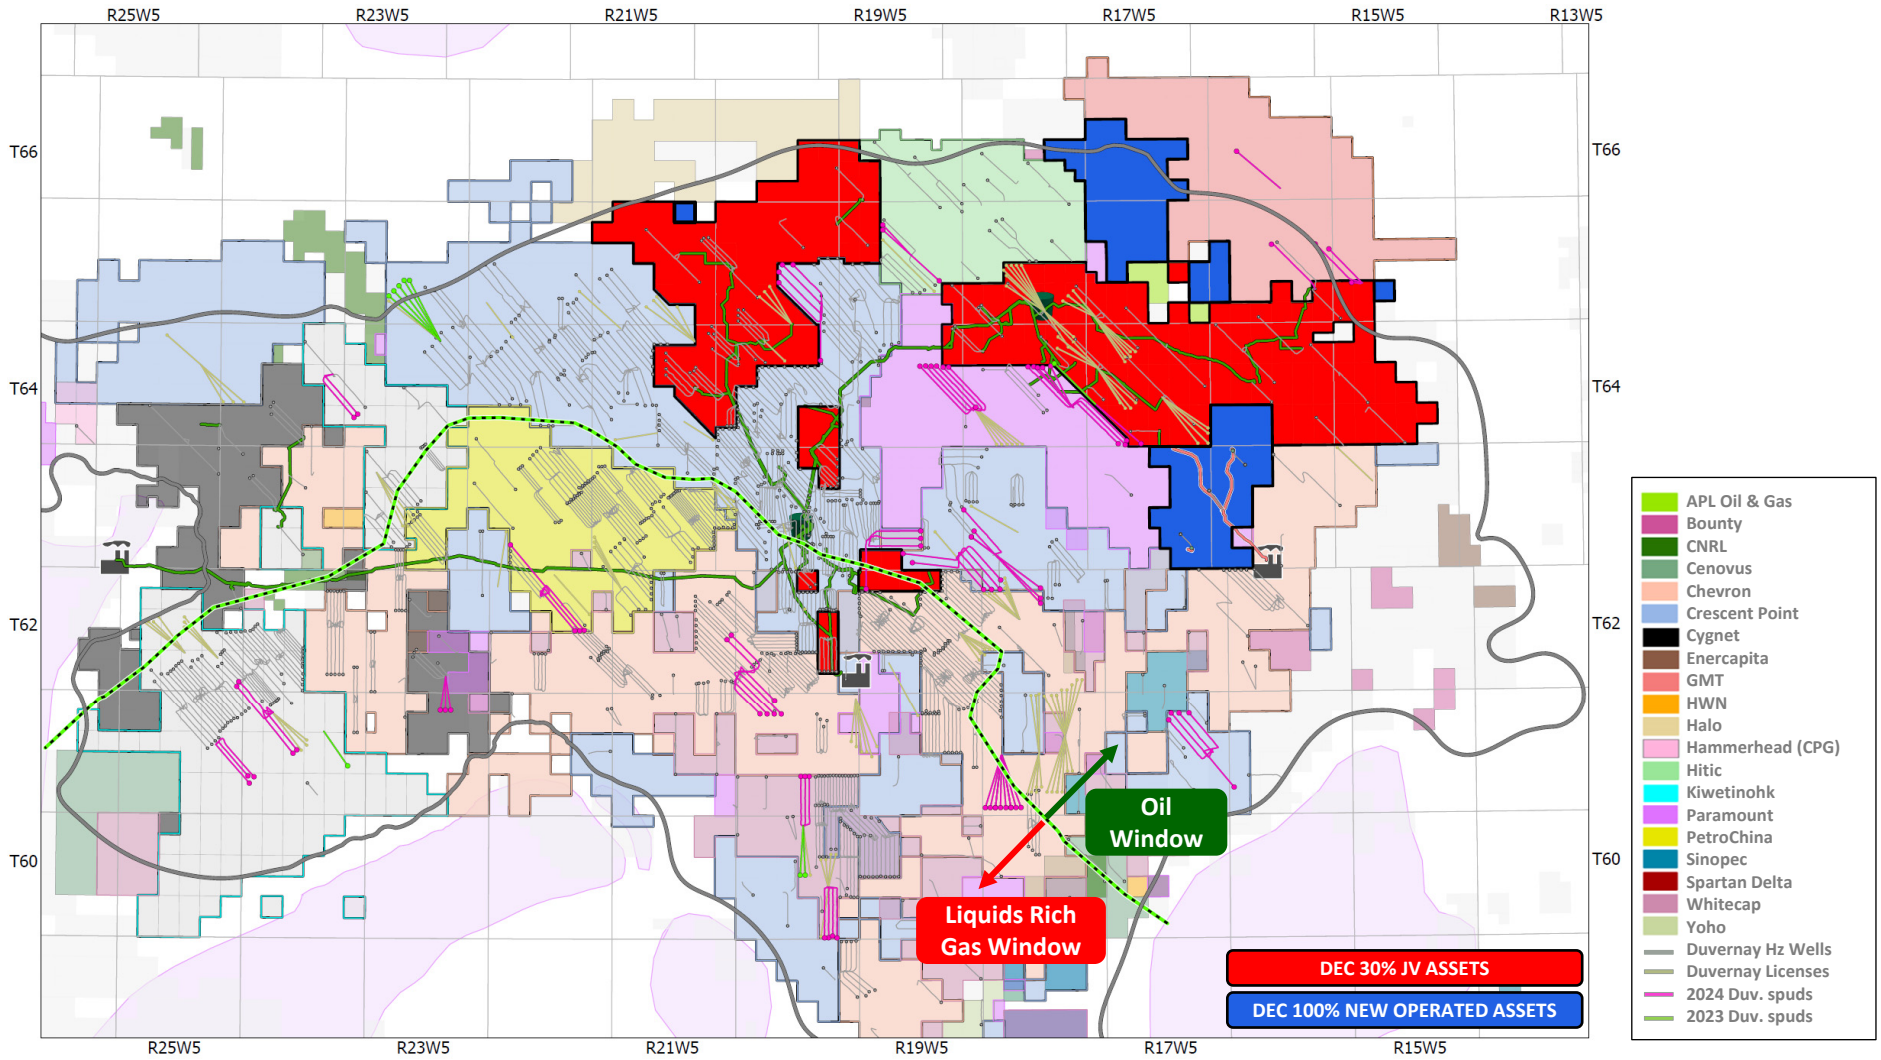 R25W5
R23W5
R21W5
R19W5
R17W5
R15W5
R13W5
T66
T66
T64
T64
T62
T62
T60
T60
Oil
Window
Liquids Rich
Gas Window
DEC 30% JV ASSETS
DEC 100% NEW OPERATED ASSETS
R25W5
R23W5
R21W5
R19W5
R17W5
R15W5
APL Oil & Gas
Bounty
CNRL
Cenovus
Chevron
Crescent Point
Cygnet
Enercapita
GMT
HWN
Halo
Hammerhead (CPG)
Hitic
Kiwetinohk
Paramount
PetroChina
Sinopec
Spartan Delta
Whitecap
Yoho
Duvernay Hz Wells
Duvernay Licenses
2024 Duv. spuds
2023 Duv. spuds